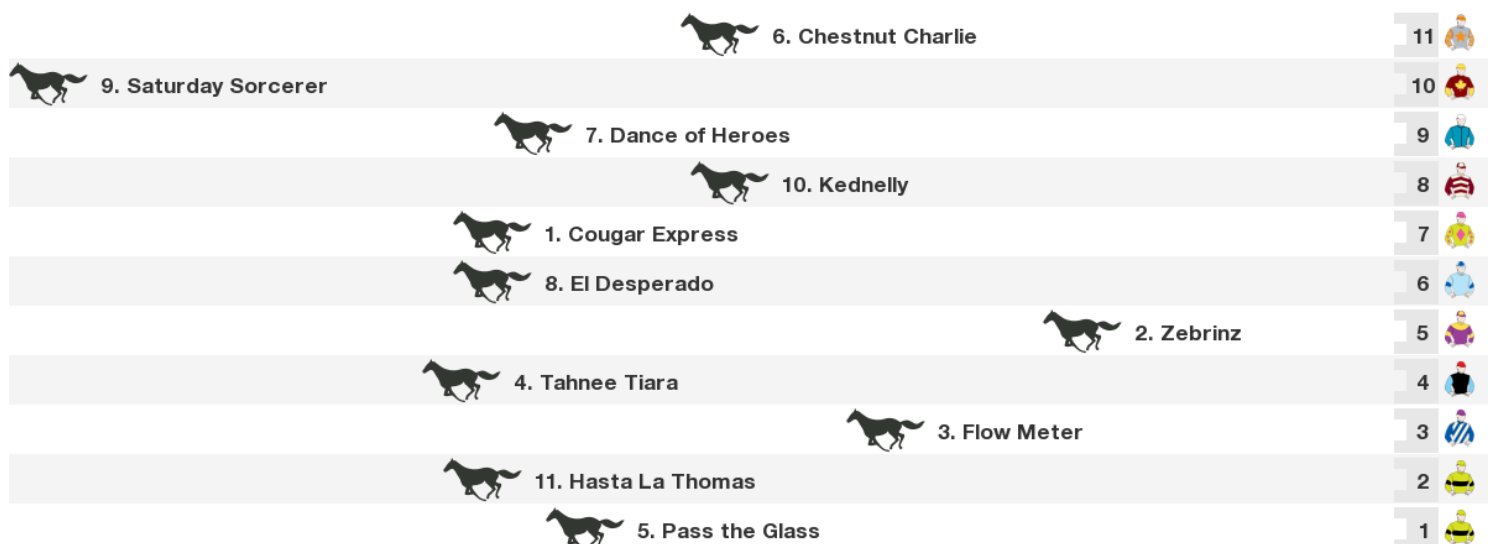 6. Chestnut Charlie 11
9. Saturday Sorcerer 10
7. Dance of Heroes 9
10. Kednelly 8
1. Cougar Express 7
8. El Desperado 6
2. Zebrinz 5
4. Tahnee Tiara 4
3. Flow Meter 3
11. Hasta La Thomas 2
5. Pass the Glass 1